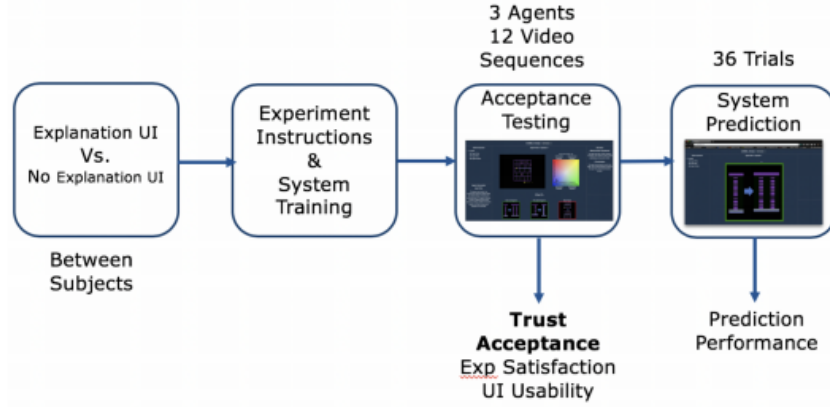 3 Agents
12 Video
Sequences
36 Trials
Explanation UI
Vs.
No Explanation UI
Experiment
Instructions
&
System
Training
Acceptance
Testing
System
Prediction
Between
Subjects
Trust
Acceptance
Exp Satisfaction
UI Usability
Prediction
Performance